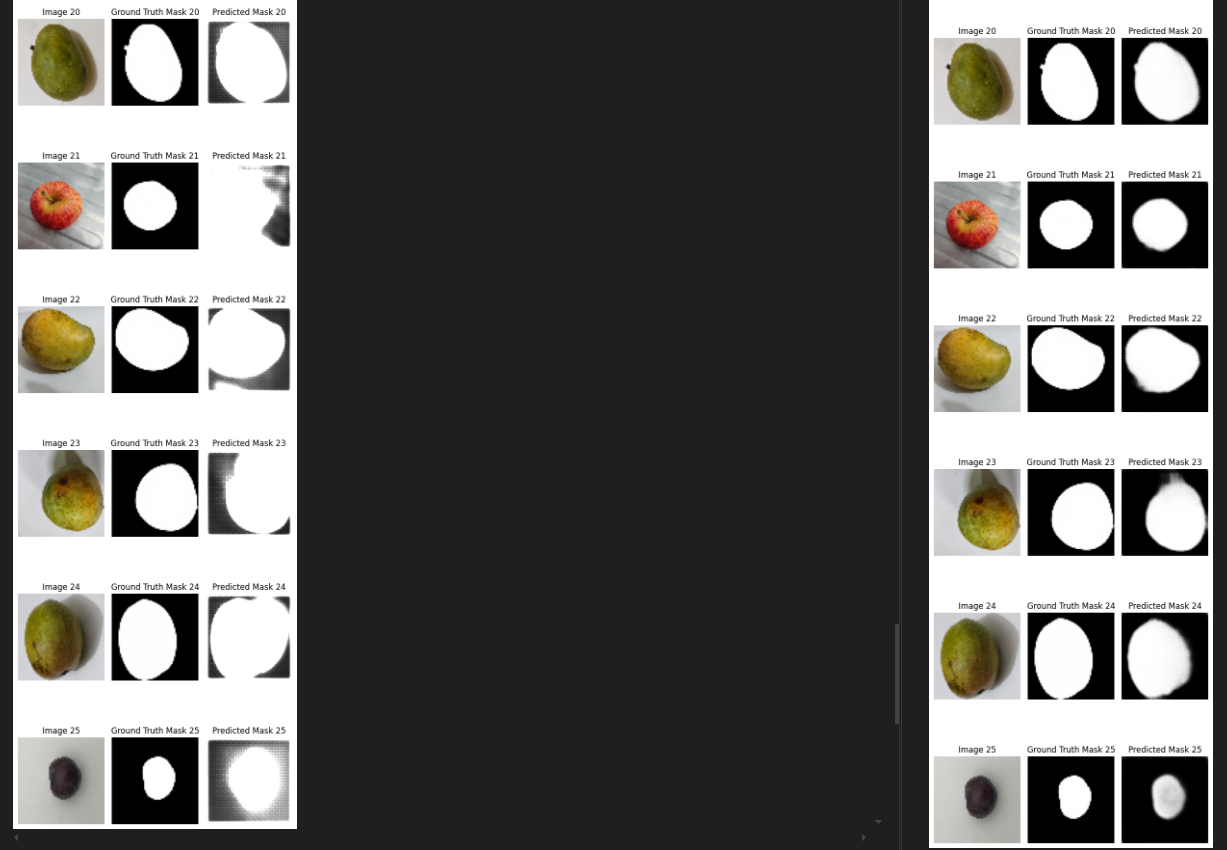 Image 20 Ground Truth Mask 20 Predicted Mask 20
Image 21 Ground Truth Mask 21 Predicted Mask 21
Image 22 Ground Truth Mask 22 Predicted Mask 22
Image 23 Ground Truth Mask 23 Predicted Mask 23
Image 24 Ground Truth Mask 24 Predicted Mask 24
Image 25 Ground Truth Mask 25 Predicted Mask 25
Image 20 Ground Truth Mask 20 Predicted Mask 20
Image 21 Ground Truth Mask 21 Predicted Mask 21
Image 22 Ground Truth Mask 22 Predicted Mask 22
Image 23 Ground Truth Mask 23 Predicted Mask 23
Image 24 Ground Truth Mask 24 Predicted Mask 24
Image 25 Ground Truth Mask 25 Predicted Mask 25